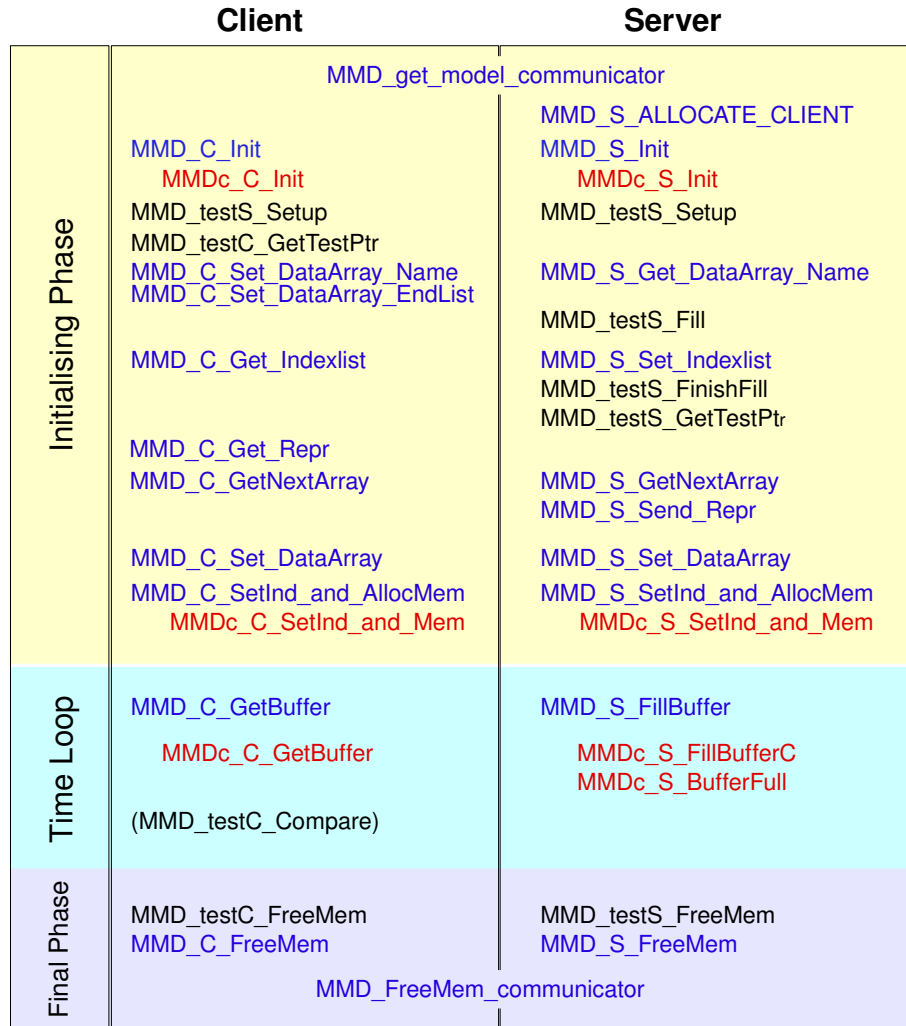 Client Server
Initialising Phase
MMD_get_model_communicator
MMD_S_ALLOCATE_CLIENT
MMD_C_Init MMD_S_Init
MMDc_C_Init MMDc_S_Init
MMD_testS_Setup MMD_testS_Setup
MMD_testC_GetTestPtr
MMD_C_Set_DataArray_Name MMD_S_Get_DataArray_Name
MMD_C_Set_DataArray_EndList
MMD_testS_Fill
MMD_C_Get_Indexlist MMD_S_Set_Indexlist
MMD_testS_FinishFill
MMD_testS_GetTestPtr
MMD_C_Get_Repr
MMD_C_GetNextArray MMD_S_GetNextArray
MMD_S_Send_Repr
MMD_C_Set_DataArray MMD_S_Set_DataArray
MMD_C_SetInd_and_AllocMem MMD_S_SetInd_and_AllocMem
MMDc_C_SetInd_and_Mem MMDc_S_SetInd_and_Mem
Time Loop
MMD_C_GetBuffer MMD_S_FillBuffer
MMDc_C_GetBuffer MMDc_S_FillBufferC
MMDc_S_BufferFull
(MMD_testC_Compare)
Final Phase
MMD_testC_FreeMem MMD_testS_FreeMem
MMD_C_FreeMem MMD_S_FreeMem
MMD_FreeMem_communicator